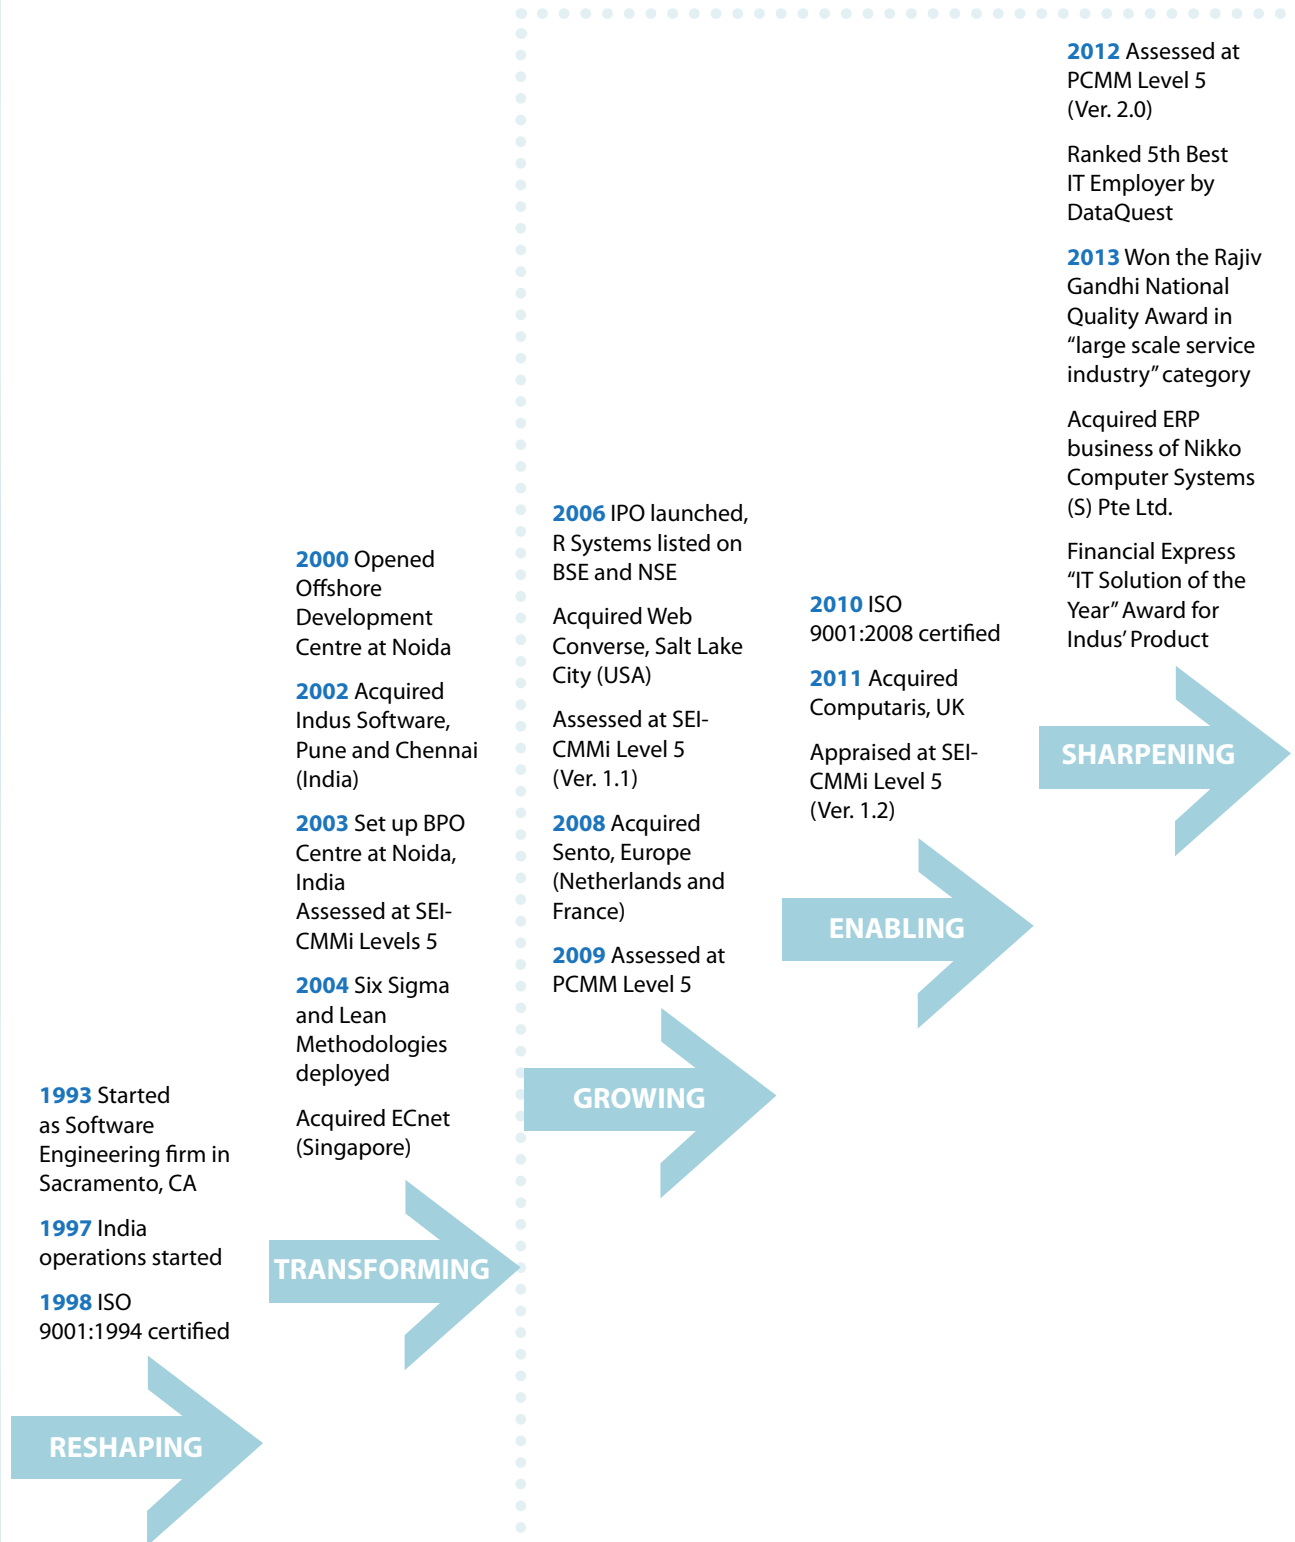 1993 Started
as Software
Engineering firm in
Sacramento, CA
1997 India
operations started
1998 ISO
9001:1994 certified
RESHAPING
2000 Opened
Offshore
Development
Centre at Noida
2002 Acquired
Indus Software,
Pune and Chennai
(India)
2003 Set up BPO
Centre at Noida,
India
Assessed at SEI-
CMMi Levels 5
2004 Six Sigma
and Lean
Methodologies
deployed
Acquired ECnet
(Singapore)
TRANSFORMING
2006 IPO launched,
R Systems listed on
BSE and NSE
Acquired Web
Converse, Salt Lake
City (USA)
Assessed at SEI-
CMMi Level 5
(Ver. 1.1)
2008 Acquired
Sento, Europe
(Netherlands and
France)
2009 Assessed at
PCMM Level 5
GROWING
2010 ISO
9001:2008 certified
2011 Acquired
Computaris, UK
Appraised at SEI-
CMMi Level 5
(Ver. 1.2)
ENABLING
2012 Assessed at
PCMM Level 5
(Ver. 2.0)
Ranked 5th Best
IT Employer by
DataQuest
2013 Won the Rajiv
Gandhi National
Quality Award in
“large scale service
industry” category
Acquired ERP
business of Nikko
Computer Systems
(S) Pte Ltd.
Financial Express
“IT Solution of the
Year” Award for
Indus’ Product
SHARPENING